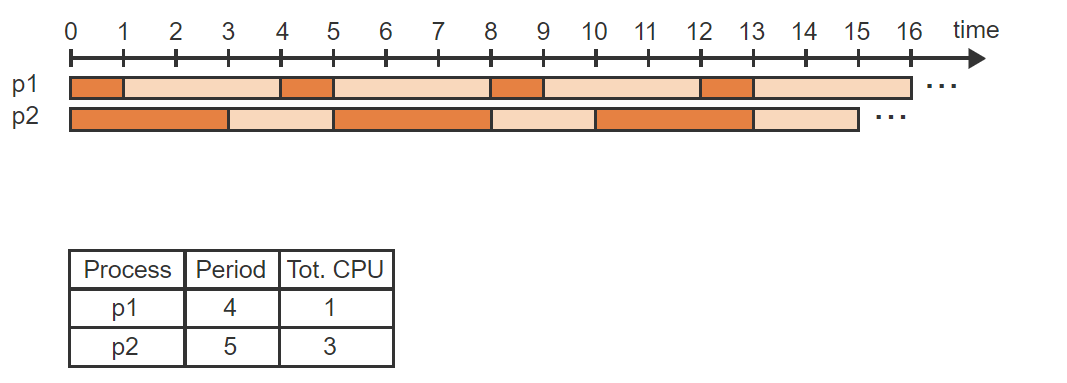 0 1 2 3 4 5 6 7 8 9 10 11 12 13 14 15 16 time
p1 ...
p2 ...
Process Period Tot. CPU
p1 4 1
p2 5 3